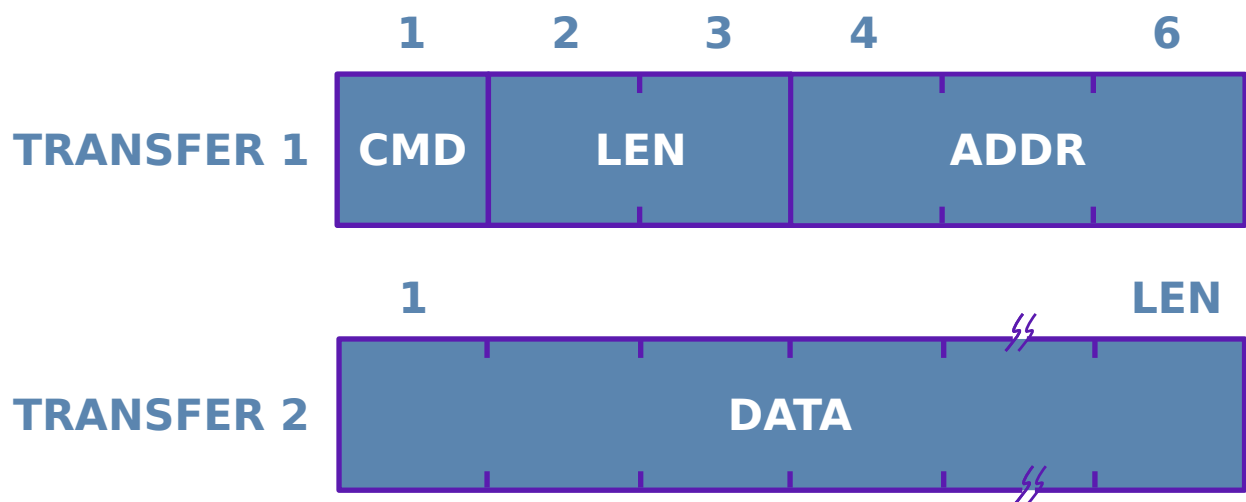 1 2 3 4 6
TRANSFER 1 CMD LEN ADDR
1 LEN
TRANSFER 2 DATA